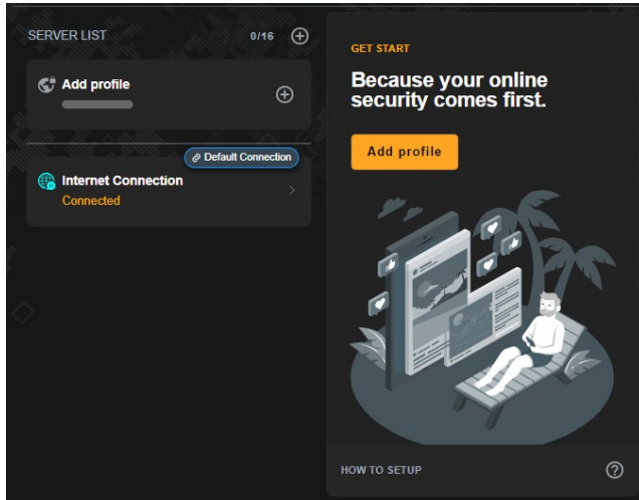 SERVER LIST
0/16
Add profile
Default Connection
Internet Connection
Connected
GET START
Because your online
security comes first.
Add profile
HOW TO SETUP